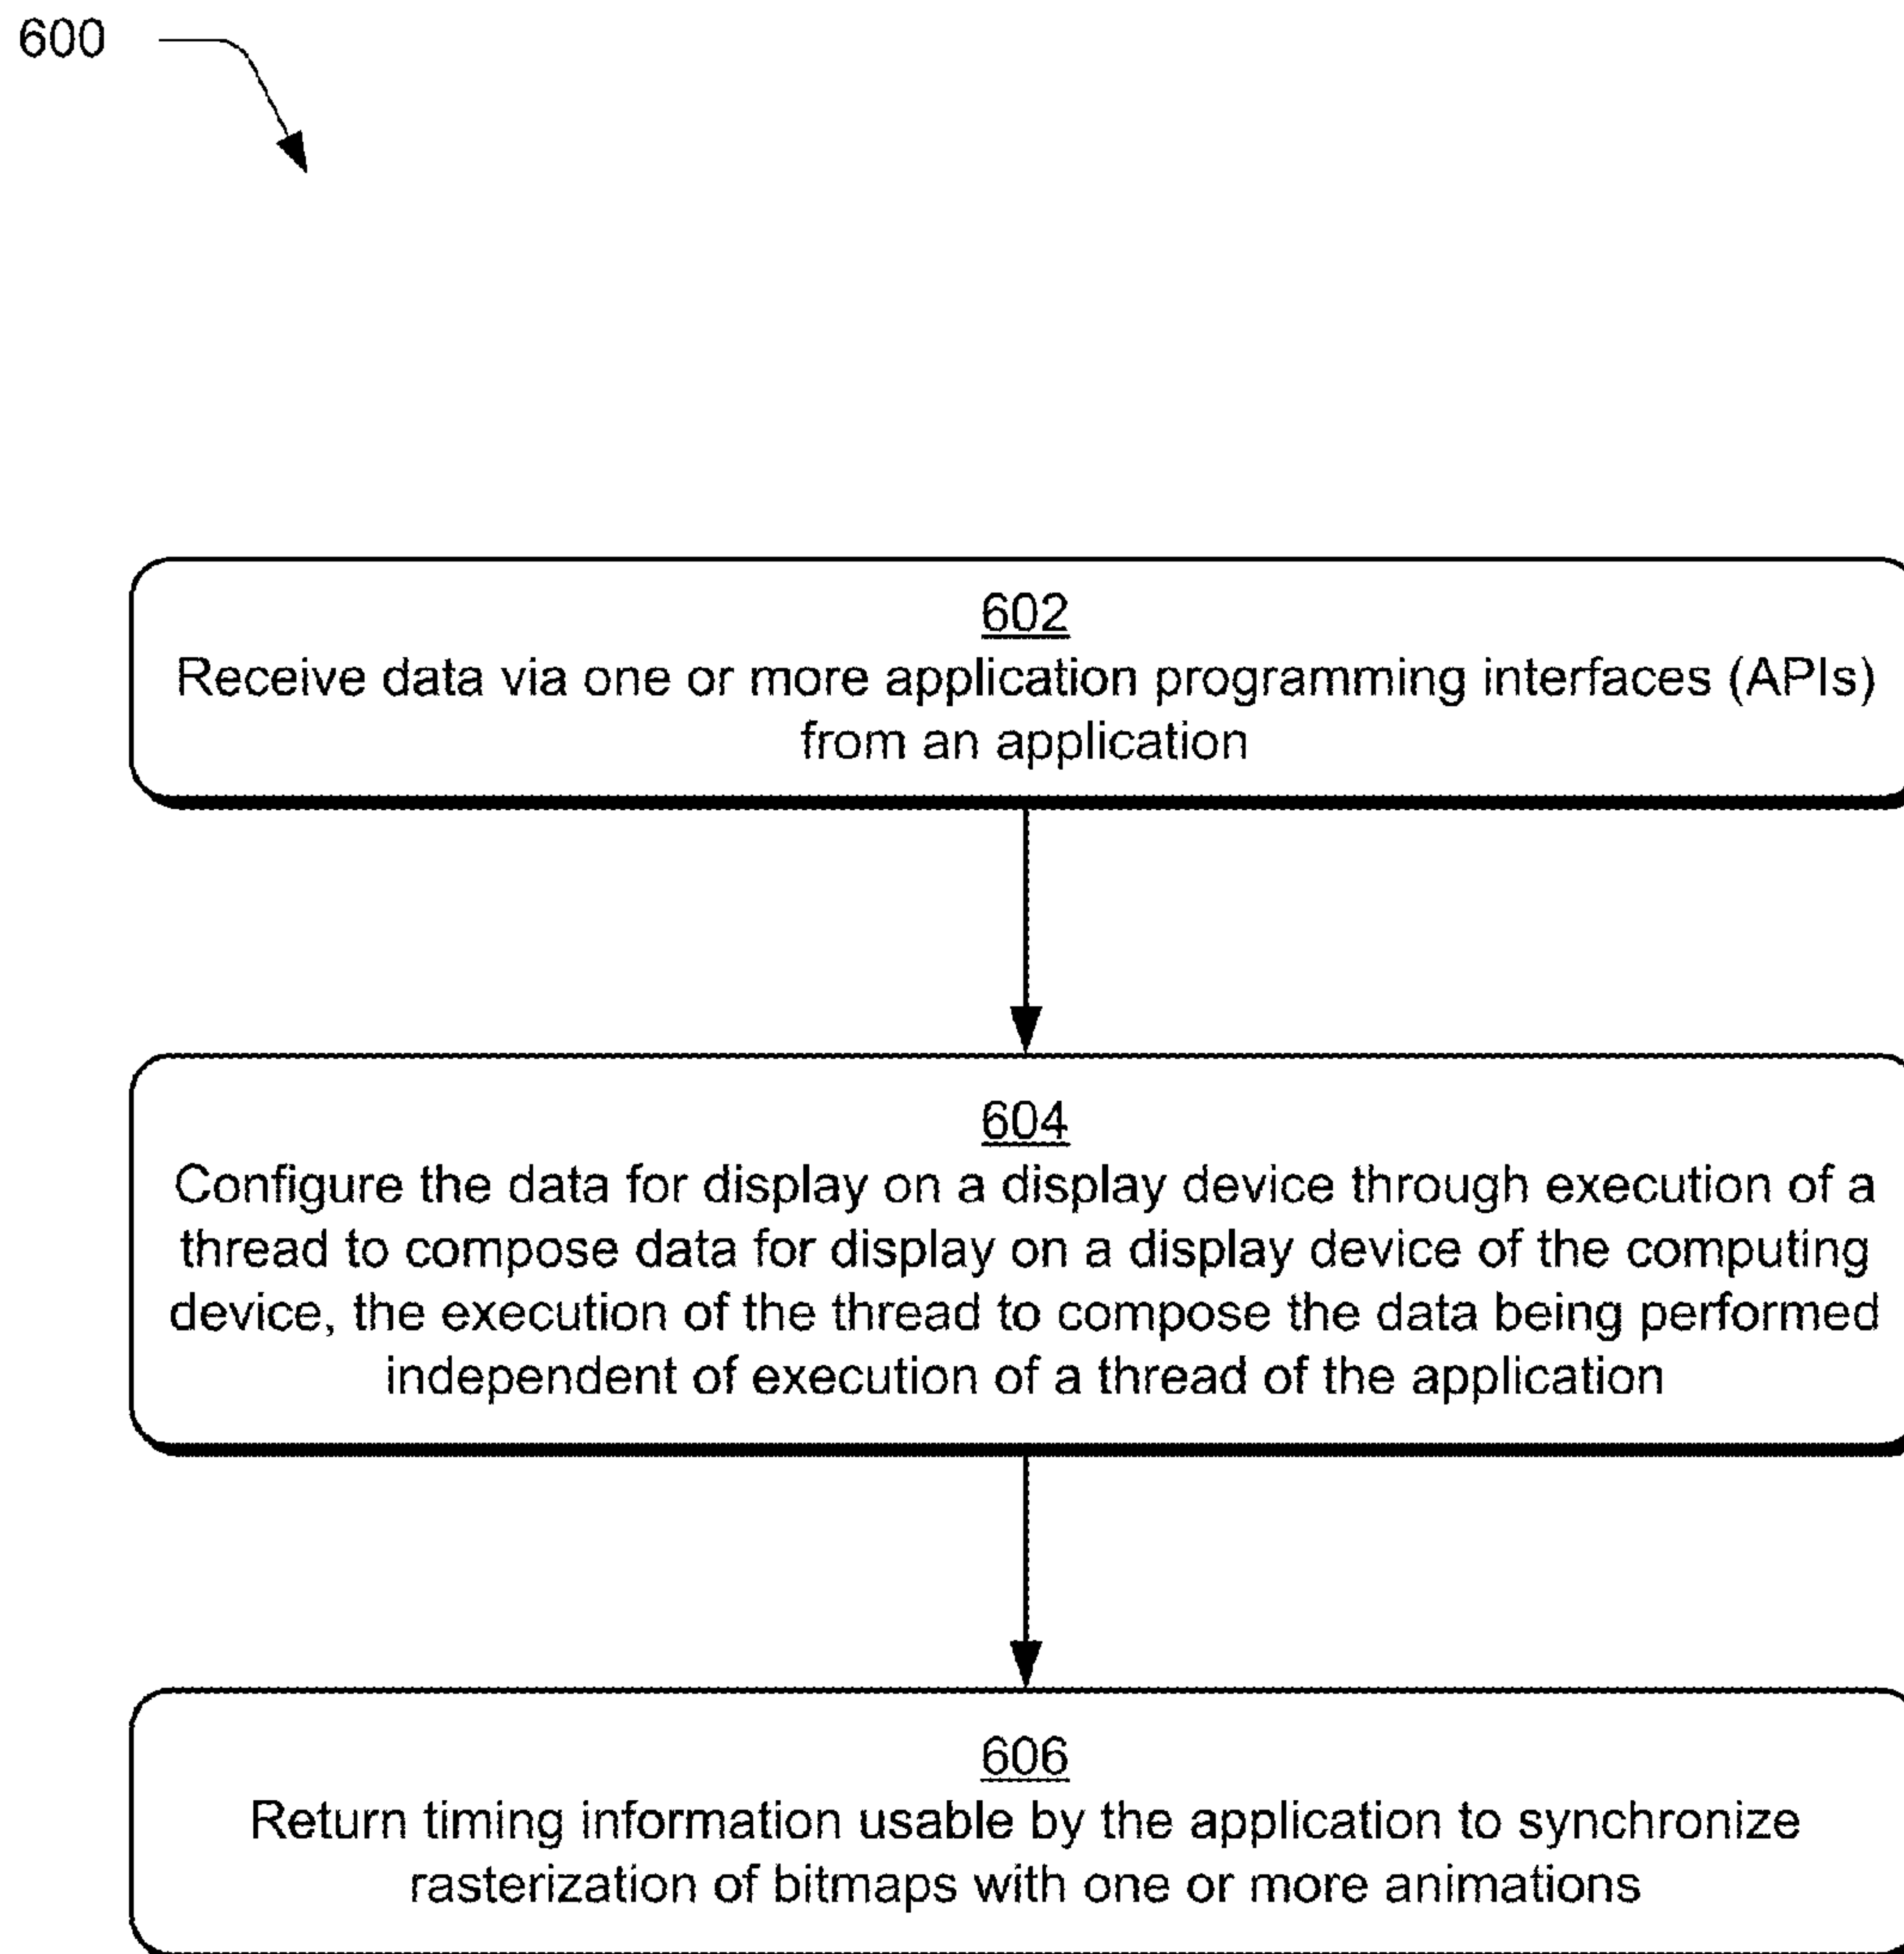 600
602
Receive data via one or more application programming interfaces (APIs)
from an application
604
Configure the data for display on a display device through execution of a
thread to compose data for display on a display device of the computing
device, the execution of the thread to compose the data being performed
independent of execution of a thread of the application
606
Return timing information usable by the application to synchronize
rasterization of bitmaps with one or more animations